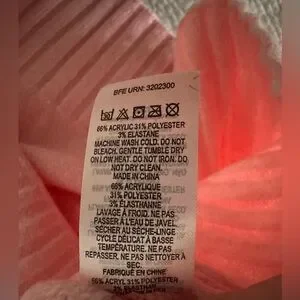 BFE URN: 3202300
66% ACRYLIC 31% POLYESTER
3% ELASTANE
MACHINE WASH COLD. DO NOT
BLEACH. GENTLE TUMBLE DRY
ON LOW HEAT. DO NOT IRON. DO
NOT DRY CLEAN.
MADE IN CHINA
66% ACRYLIQUE
31% POLYESTER
3% ÉLASTHANNE
LAVAGE À FROID. NE PAS
PASSER À L'EAU DE JAVEL.
SÉCHER AU SÈCHE-LINGE
CYCLE DÉLICAT À BASSE
TEMPÉRATURE. NE PAS
REPASSER. NE PAS NETTOYER À
SEC.
FABRIQUÉ EN CHINE
66% ACRYL 31% POLYESTER
3% ELASTHAN